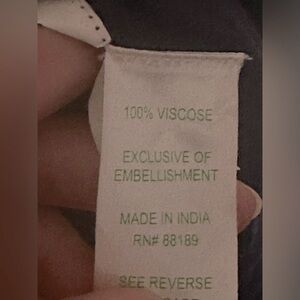 100% VISCOSE
EXCLUSIVE OF
EMBELLISHMENT
MADE IN INDIA
RN# 88189
SEE REVERSE